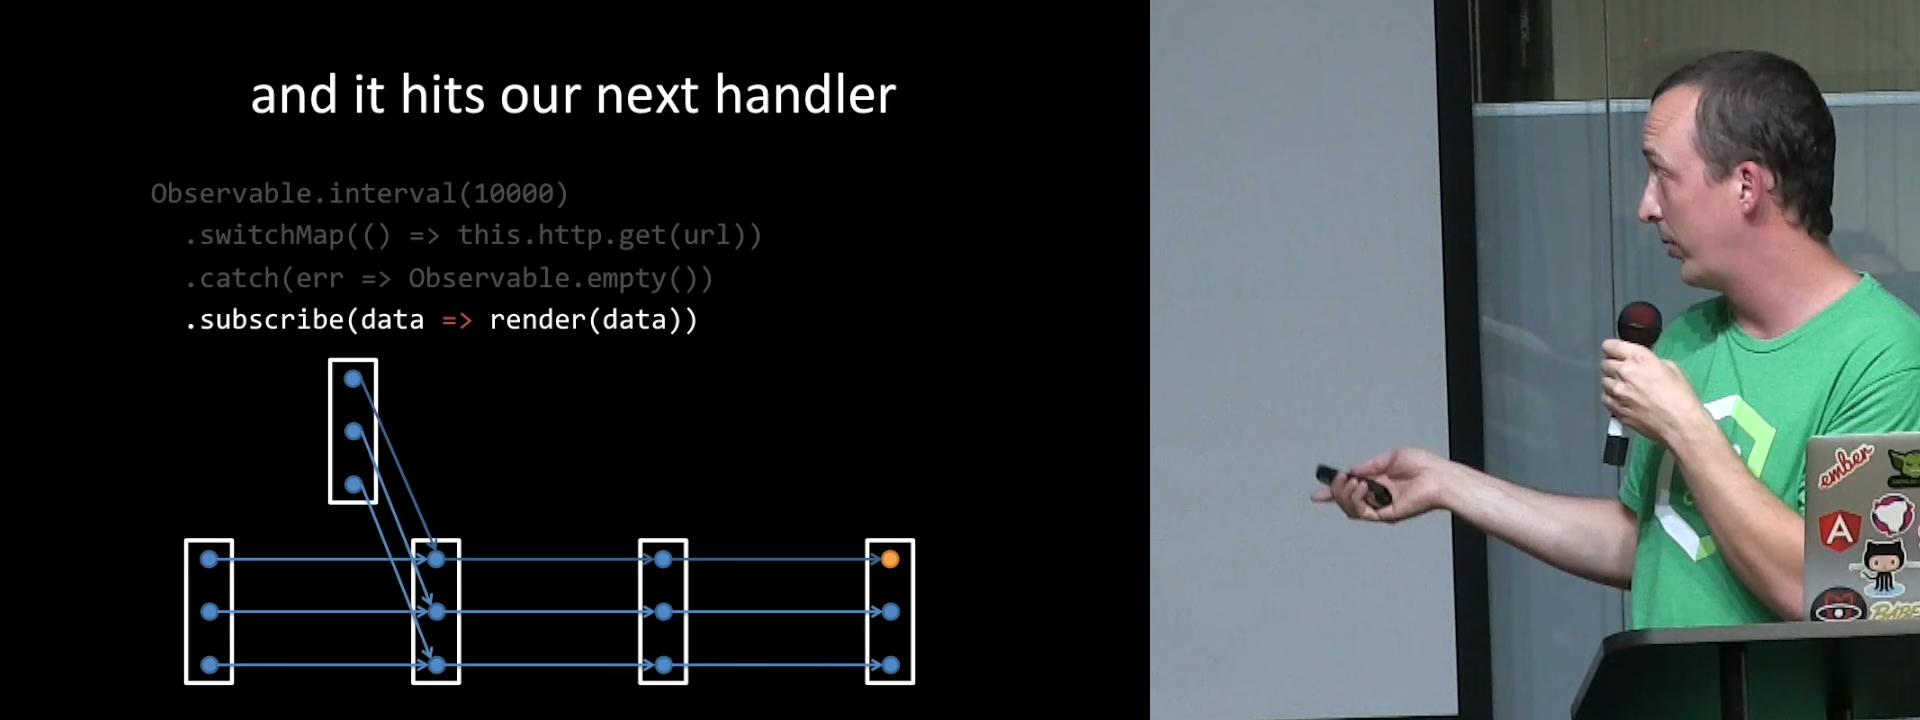 and it hits our next handler
Observable.interval(10000)
.switchMap(() => this.http.get(url))
.catch(err => Observable.empty())
.subscribe(data => render(data))
ember
BABE